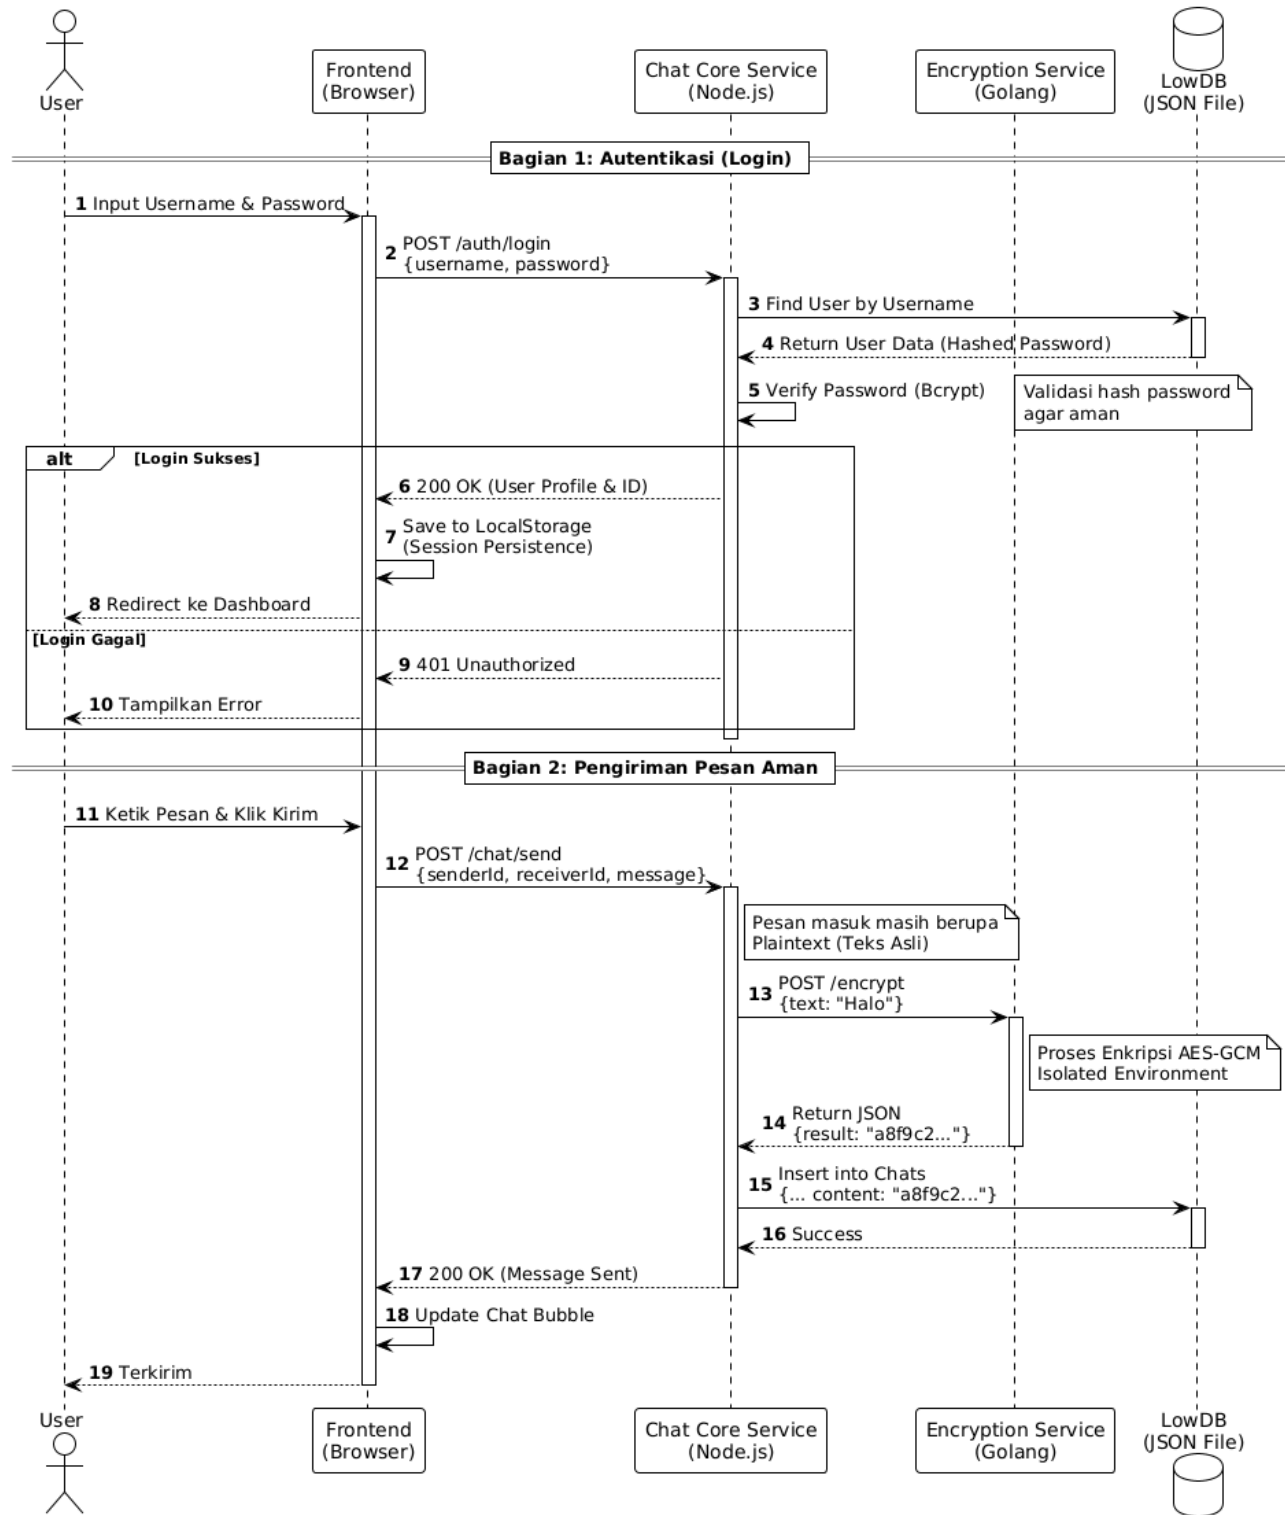 User
Frontend
(Browser)
Chat Core Service
(Node.js)
Encryption Service
(Golang)
LowDB
(JSON File)
Bagian 1: Autentikasi (Login)
1 Input Username & Password
2 POST /auth/login
{username, password}
3 Find User by Username
4 Return User Data (Hashed Password)
5 Verify Password (Bcrypt)
Validasi hash password
agar aman
alt [Login Sukses]
6 200 OK (User Profile & ID)
7 Save to LocalStorage
(Session Persistence)
8 Redirect ke Dashboard
[Login Gagal]
9 401 Unauthorized
10 Tampilkan Error
Bagian 2: Pengiriman Pesan Aman
11 Ketik Pesan & Klik Kirim
12 POST /chat/send
{senderId, receiverId, message}
Pesan masuk masih berupa
Plaintext (Teks Asli)
13 POST /encrypt
{text: "Halo"}
Proses Enkripsi AES-GCM
Isolated Environment
14 Return JSON
{result: "a8f9c2..."}
15 Insert into Chats
{... content: "a8f9c2..."}
16 Success
17 200 OK (Message Sent)
18 Update Chat Bubble
19 Terkirim
User
Frontend
(Browser)
Chat Core Service
(Node.js)
Encryption Service
(Golang)
LowDB
(JSON File)